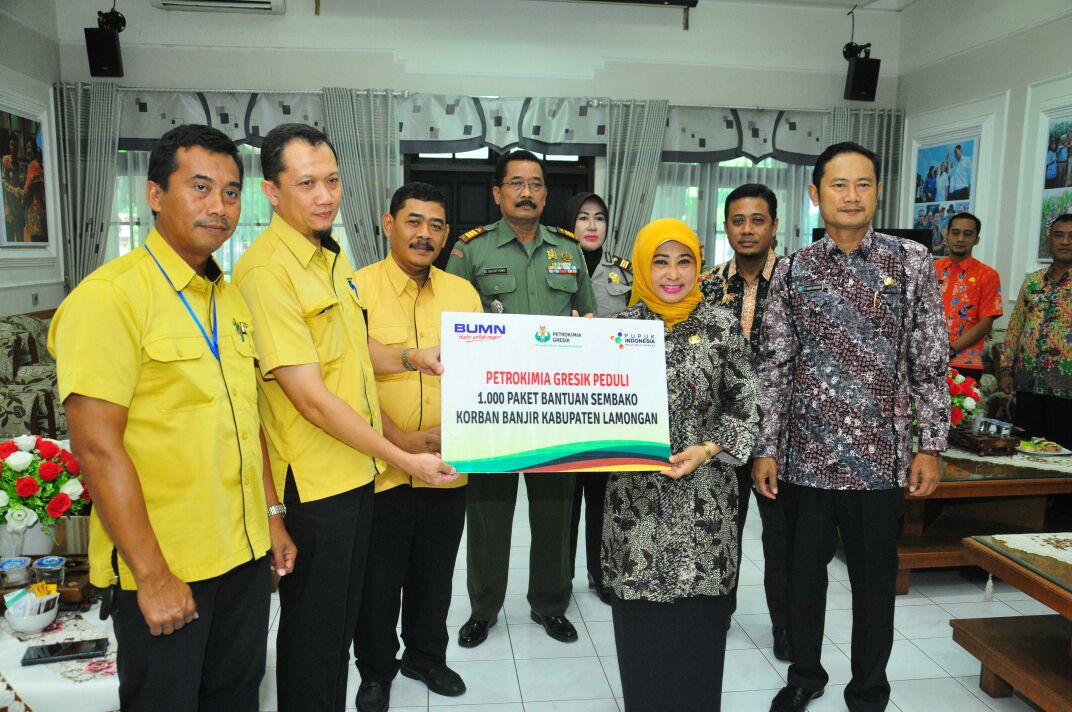 BUMN
Hadir untuk negeri
PETROKIMIA
GRESIK
PUPUK
INDONESIA
PETROKIMIA GRESIK PEDULI
1.000 PAKET BANTUAN SEMBAKO
KORBAN BANJIR KABUPATEN LAMONGAN